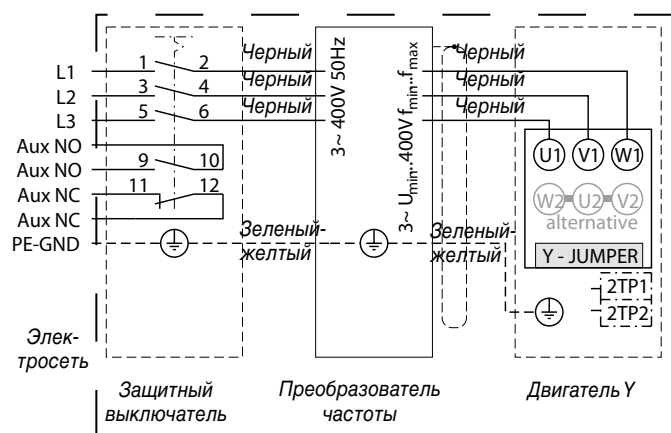 L1
1
2
Черный
L2
3
4
Черный
L3
5
6
Черный
Aux NO
Aux NO
9
10
Aux NC
11
12
Aux NC
PE-GND
Зеленый-
желтый
3~ 400V 50Hz
3~ Umin..400V fmin..fmax
Черный
Черный
Черный
Зеленый-
желтый
U1
V1
W1
W2
U2
V2
alternative
Y - JUMPER
2TP1
2TP2
Элек-
тросеть
Защитный
выключатель
Преобразователь
частоты
Двигатель Y